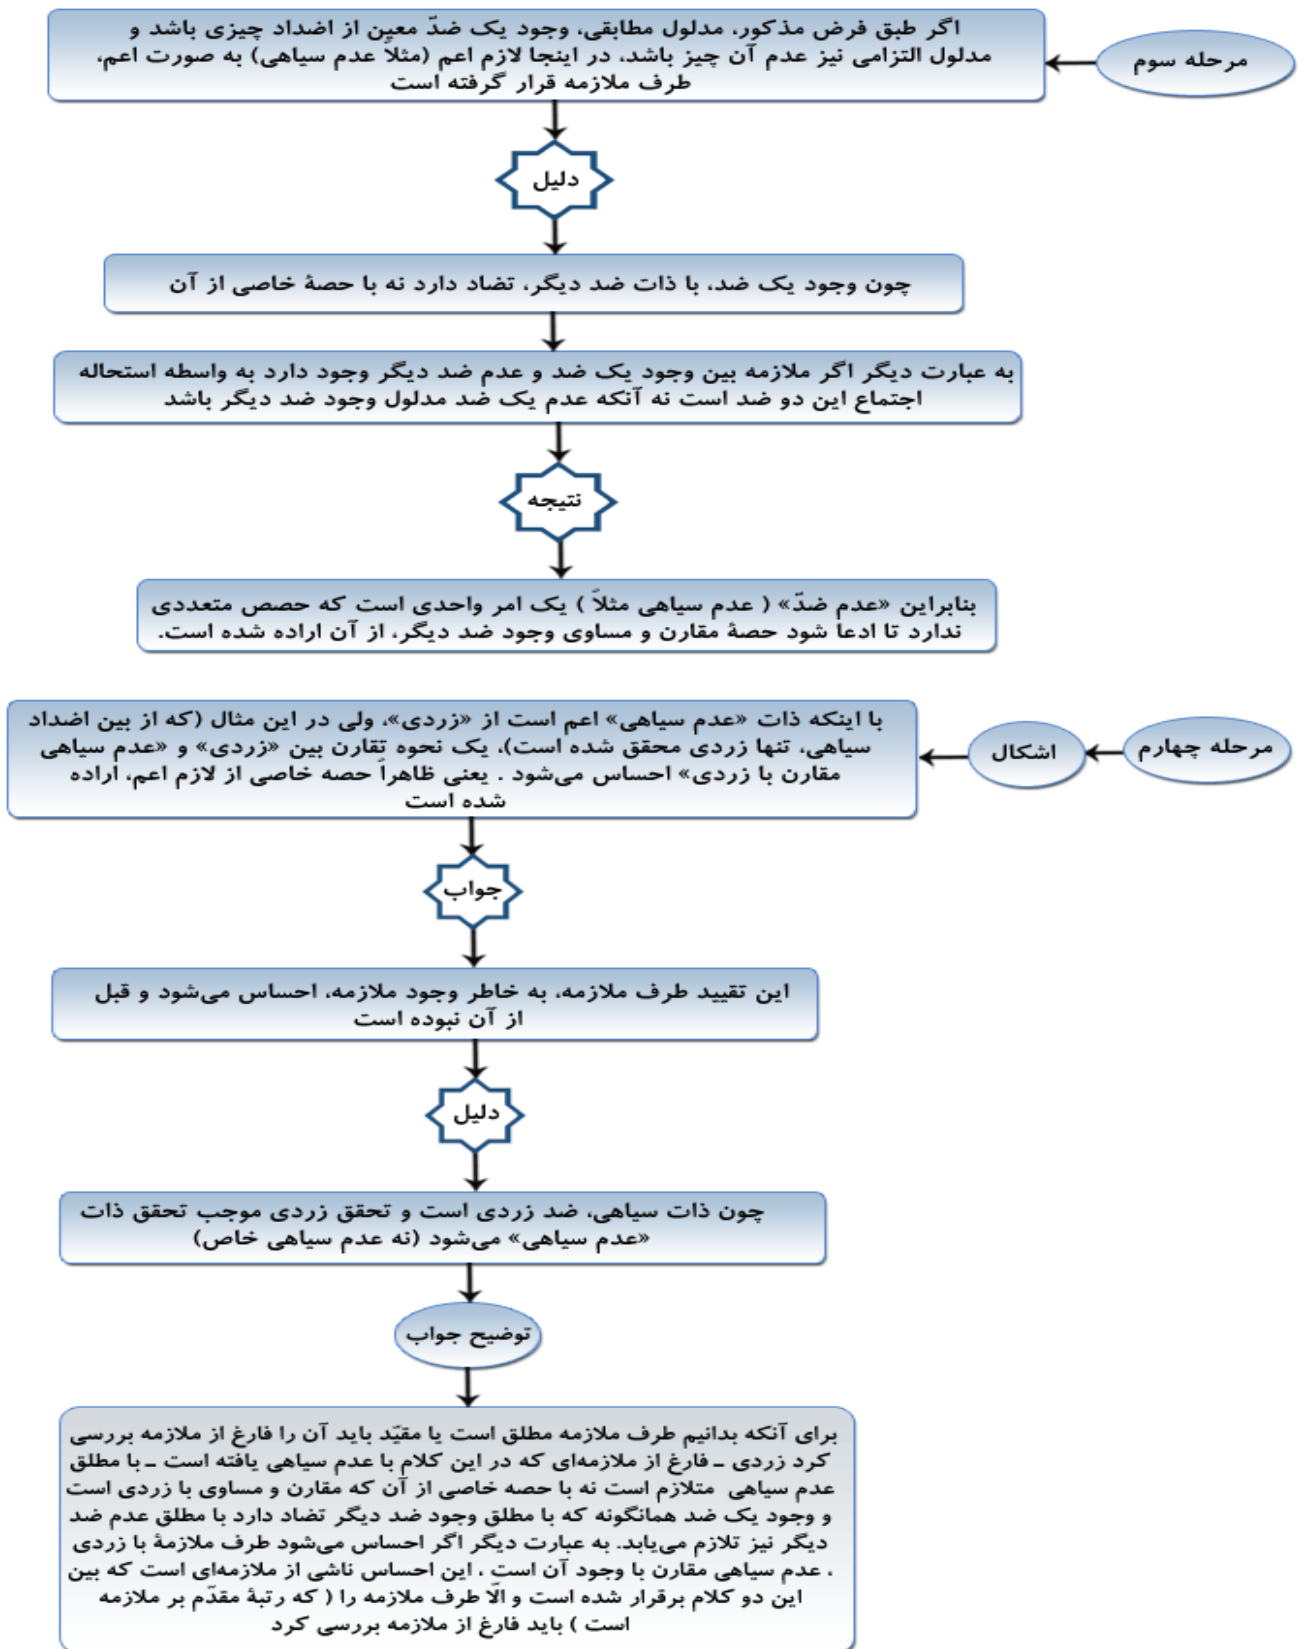 مرحله سوم
اگر طبق فرض مذکور، مدلول مطابقی، وجود یک ضدّ معیّن از اضداد چیزی باشد و
مدلول التزامی نیز عدم آن چیز باشد، در اینجا لازم اعم (مثلاً عدم سیاهی) به صورت اعم،
طرف ملازمه قرار گرفته است
دلیل
چون وجود یک ضد، با ذات ضد دیگر، تضاد دارد نه با حصهٔ خاصی از آن
به عبارت دیگر اگر ملازمه بین وجود یک ضد و عدم ضد دیگر وجود دارد به واسطه استحاله
اجتماع این دو ضد است نه آنکه عدم یک ضد مدلول وجود ضد دیگر باشد
نتیجه
بنابراین «عدم ضدّ» ( عدم سیاهی مثلاً ) یک امر واحدی است که حصص متعددی
ندارد تا ادعا شود حصهٔ مقارن و مساوی وجود ضد دیگر، از آن اراده شده است.
مرحله چهارم
اشکال
با اینکه ذات «عدم سیاهی» اعم است از «زردی»، ولی در این مثال (که از بین اضداد
سیاهی، تنها زردی محقق شده است)، یک نحوه تقارن بین «زردی» و «عدم سیاهی
مقارن با زردی» احساس می‌شود . یعنی ظاهراً حصه خاصی از لازم اعم، اراده
شده است
جواب
این تقیید طرف ملازمه، به خاطر وجود ملازمه، احساس می‌شود و قبل
از آن نبوده است
دلیل
چون ذات سیاهی، ضد زردی است و تحقق زردی موجب تحقق ذات
«عدم سیاهی» می‌شود (نه عدم سیاهی خاص)
توضیح جواب
برای آنکه بدانیم طرف ملازمه مطلق است یا مقیّد باید آن را فارغ از ملازمه بررسی
کرد زردی ـ فارغ از ملازمه‌ای که در این کلام با عدم سیاهی یافته است ـ با مطلق
عدم سیاهی متلازم است نه با حصه خاصی از آن که مقارن و مساوی با زردی است
و وجود یک ضد همانگونه که با مطلق وجود ضد دیگر تضاد دارد با مطلق عدم ضد
دیگر نیز تلازم می‌یابد. به عبارت دیگر اگر احساس می‌شود طرف ملازمهٔ با زردی
، عدم سیاهی مقارن با وجود آن است ، این احساس ناشی از ملازمه‌ای است که بین
این دو کلام برقرار شده است و الّا طرف ملازمه را ( که رتبهٔ مقدّم بر ملازمه
است ) باید فارغ از ملازمه بررسی کرد